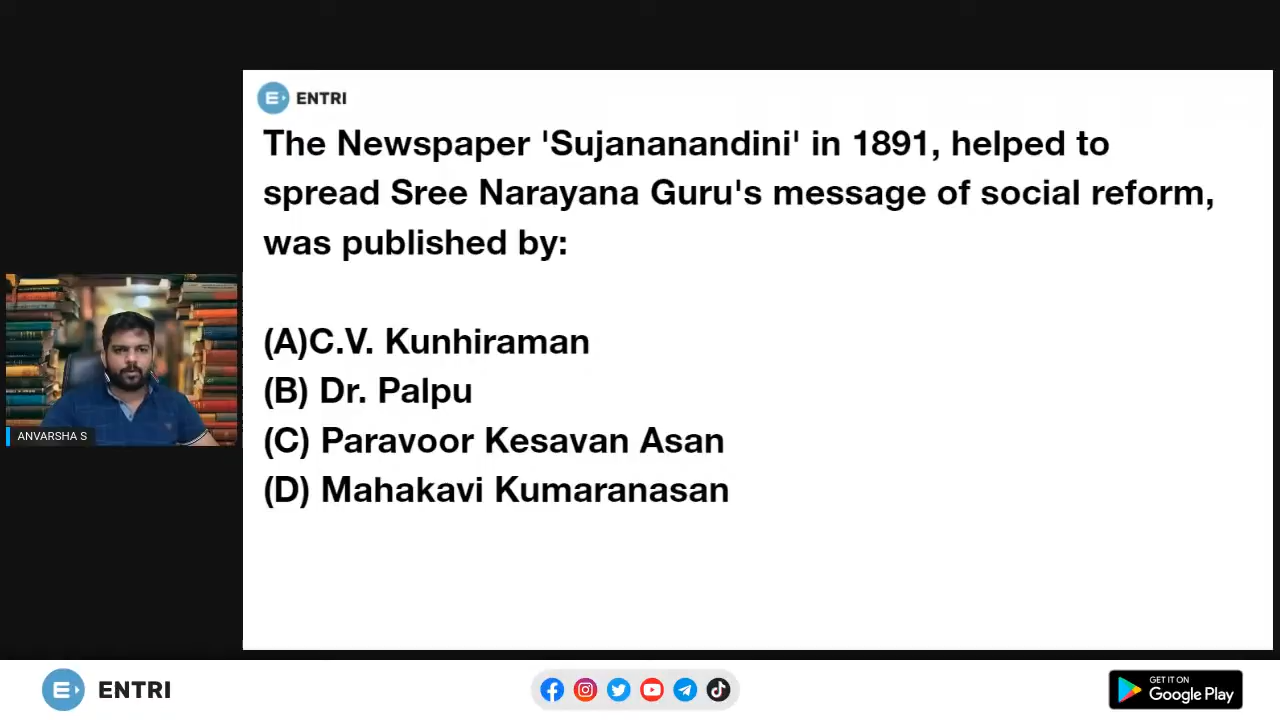 ENTRI
The Newspaper 'Sujananandini' in 1891, helped to
spread Sree Narayana Guru's message of social reform,
was published by:
(A)C.V. Kunhiraman
(B) Dr. Palpu
(C) Paravoor Kesavan Asan
(D) Mahakavi Kumaranasan
ANVARSHA S
ENTRI
GET IT ON
Google Play